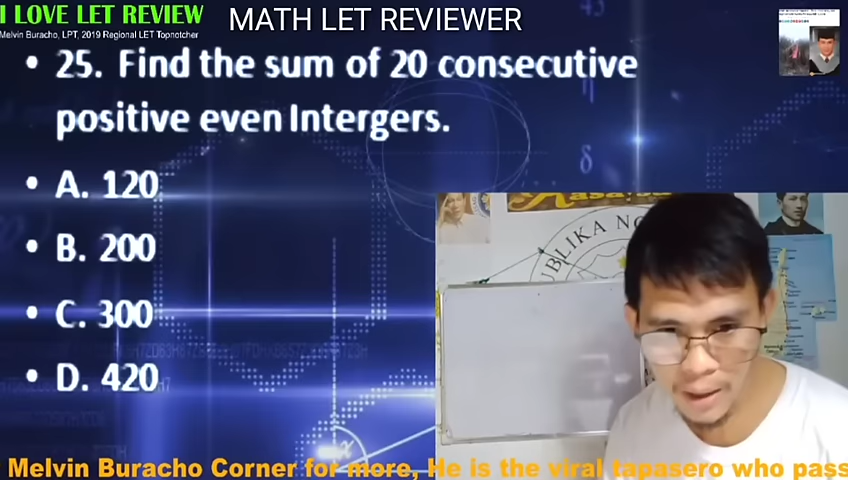 I LOVE LET REVIEW
Melvin Buracho, LPT, 2019 Regional LET Topnotcher
MATH LET REVIEWER
• 25. Find the sum of 20 consecutive
positive even Intergers.
• A. 120
• B. 200
• C. 300
• D. 420
UBLIKA NG
Melvin Buracho Corner for more, He is the viral tapasero who pass